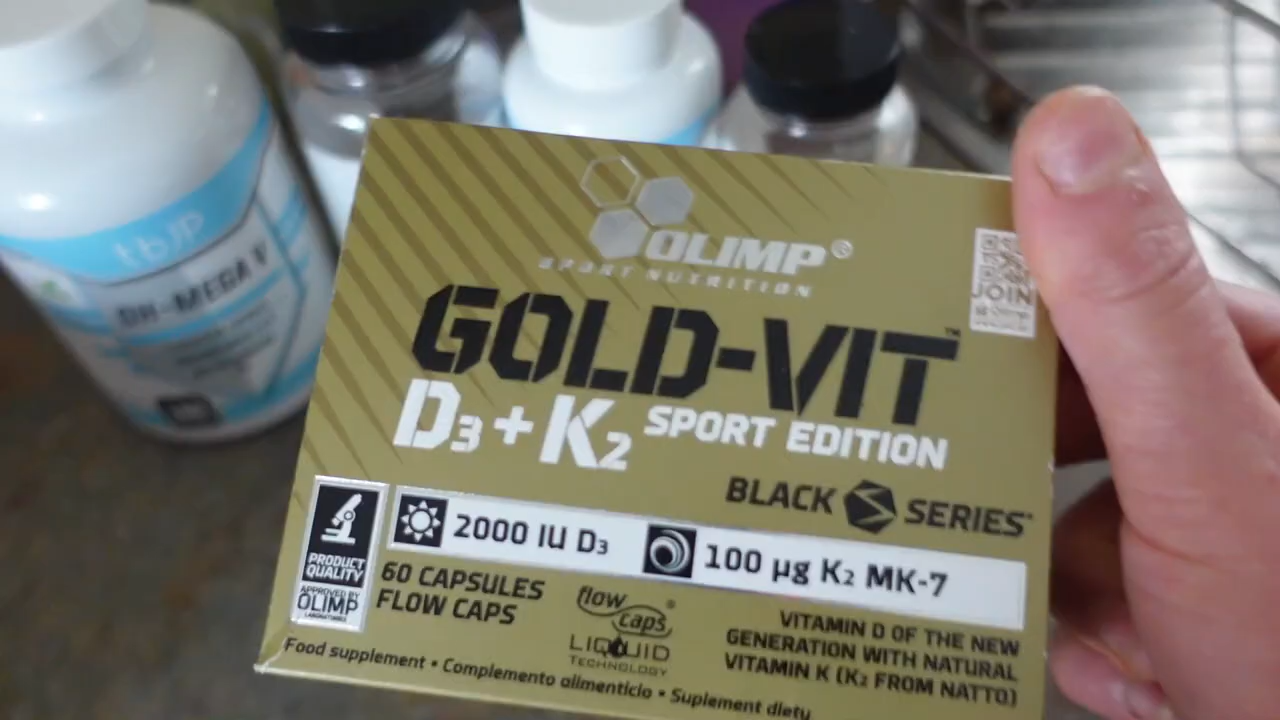 OLIMP®
SPORT NUTRITION
JOIN
GOLD-VIT™
D3 + K2 SPORT EDITION
BLACK SERIES
2000 IU D3
100 µg K2 MK-7
PRODUCT
QUALITY
APPROVED BY
OLIMP
LABORATORIES
60 CAPSULES
FLOW CAPS
flow
caps®
LIQUID
TECHNOLOGY
VITAMIN D OF THE NEW
GENERATION WITH NATURAL
VITAMIN K (K2 FROM NATTO)
Food supplement • Complemento alimenticio • Suplement diety
tbJP
OH-MEGA